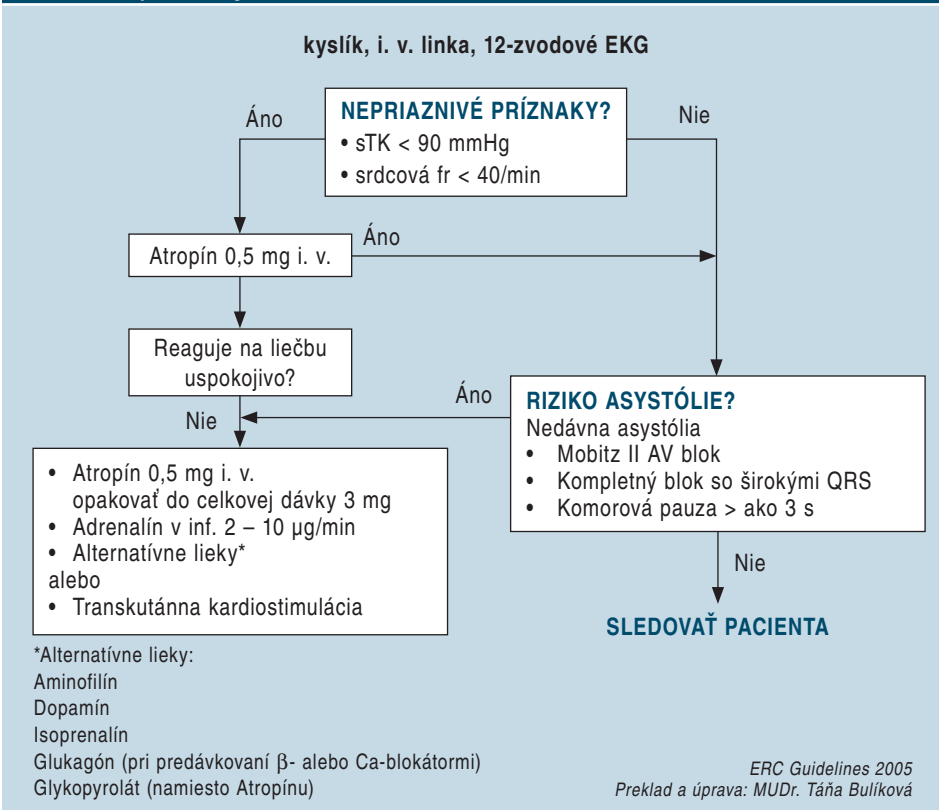 kyslík, i. v. linka, 12-zvodové EKG
NEPRIAZNIVÉ PRÍZNAKY?
• sTK < 90 mmHg
• srdcová fr < 40/min
Áno
Nie
Atropín 0,5 mg i. v.
Áno
Reaguje na liečbu
uspokojivo?
Nie
Áno
RIZIKO ASYSTÓLIE?
Nedávna asystólia
• Mobitz II AV blok
• Kompletný blok so širokými QRS
• Komorová pauza > ako 3 s
• Atropín 0,5 mg i. v.
opakovať do celkovej dávky 3 mg
• Adrenalín v inf. 2 – 10 µg/min
• Alternatívne lieky*
alebo
• Transkutánna kardiostimulácia
Nie
SLEDOVAŤ PACIENTA
*Alternatívne lieky:
Aminofilín
Dopamín
Isoprenalín
Glukagón (pri predávkovaní β- alebo Ca-blokátormi)
Glykopyrolát (namiesto Atropínu)
ERC Guidelines 2005
Preklad a úprava: MUDr. Táňa Bulíková